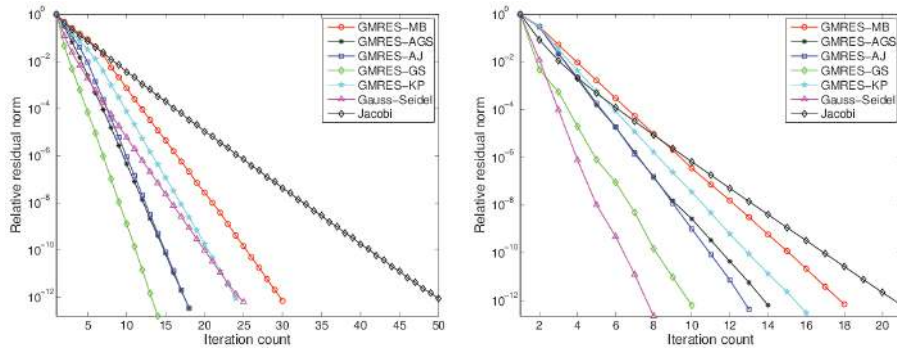 10^0
10^-2
10^-4
10^-6
10^-8
10^-10
10^-12
Relative residual norm
5 10 15 20 25 30 35 40 45 50
Iteration count
GMRES-MB
GMRES-AGS
GMRES-AJ
GMRES-GS
GMRES-KP
Gauss-Seidel
Jacobi
10^0
10^-2
10^-4
10^-6
10^-8
10^-10
10^-12
Relative residual norm
2 4 6 8 10 12 14 16 18 20
Iteration count
GMRES-MB
GMRES-AGS
GMRES-AJ
GMRES-GS
GMRES-KP
Gauss-Seidel
Jacobi